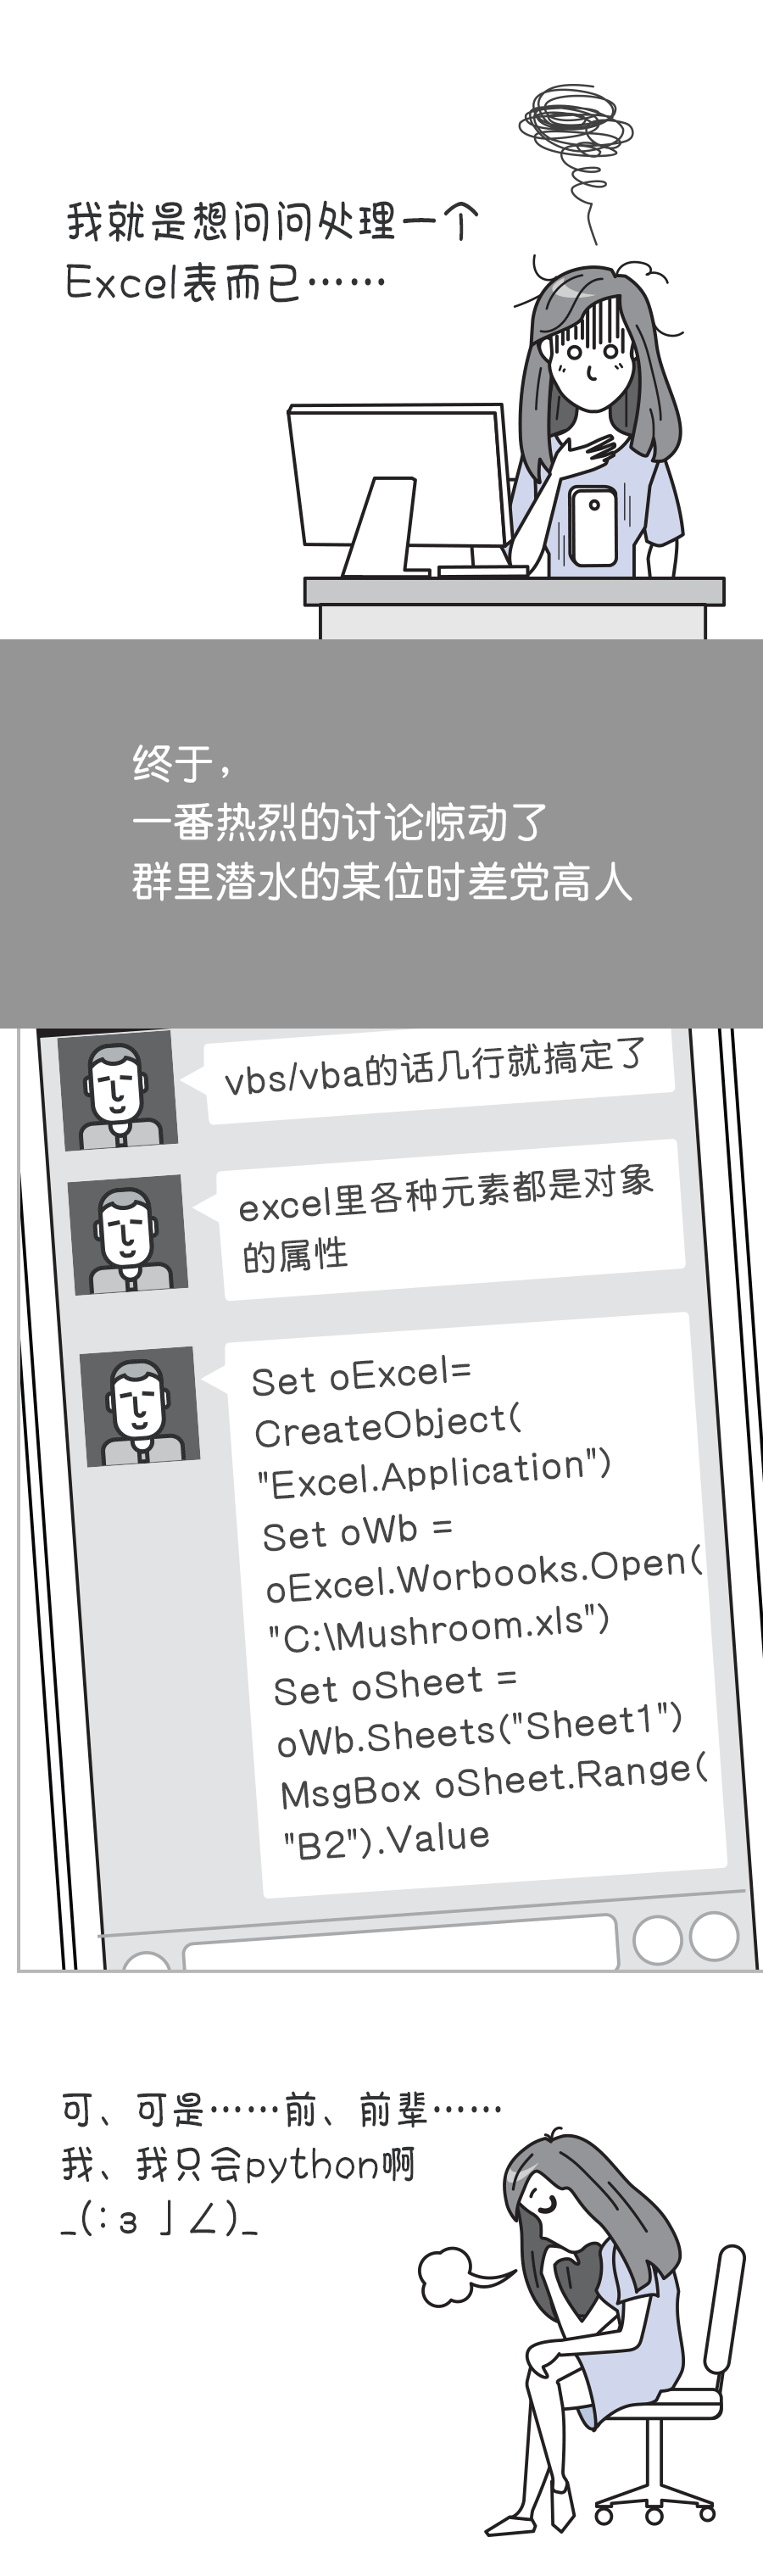 我就是想问问处理一个
Excel表而已……
终于，
一番热烈的讨论惊动了
群里潜水的某位时差党高人
vbs/vba的话几行就搞定了
excel里各种元素都是对象
的属性
Set oExcel=
CreateObject(
"Excel.Application")
Set oWb =
oExcel.Worbooks.Open(
"C:\Mushroom.xls")
Set oSheet =
oWb.Sheets("Sheet1")
MsgBox oSheet.Range(
"B2").Value
可、可是……前、前辈……
我、我只会python啊
_(:з」∠)_